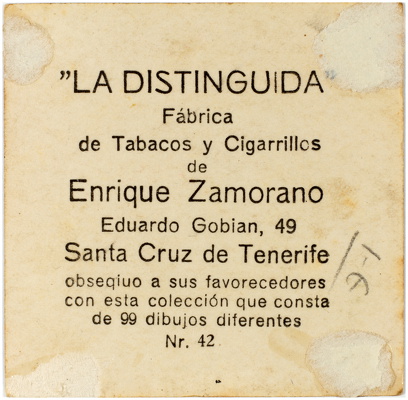 "LA DISTINGUIDA"
Fábrica
de Tabacos y Cigarrillos
de
Enrique Zamorano
Eduardo Gobian, 49
Santa Cruz de Tenerife
obseqiuo a sus favorecedores
con esta colección que consta
de 99 dibujos diferentes
Nr. 42